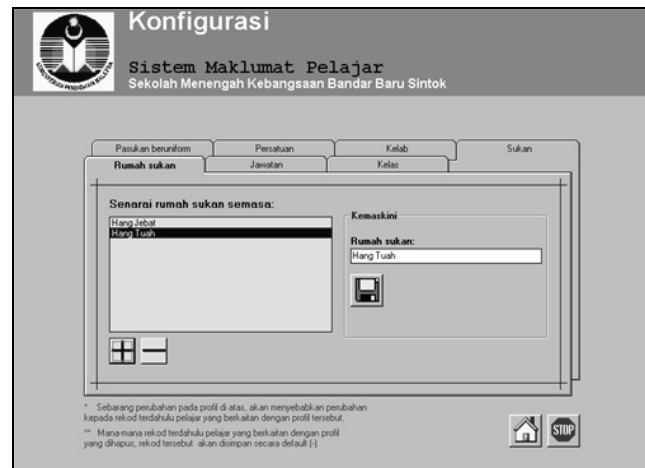 Konfigurasi
Sistem Maklumat Pelajar
Sekolah Menengah Kebangsaan Bandar Baru Sintok
Pasukan beruniform
Persatuan
Kelab
Sukan
Rumah sukan
Jawatan
Kelas
Senarai rumah sukan semasa:
Hang Jebat
Hang Tuah
Kemaskini
Rumah sukan:
Hang Tuah
* Sebarang perubahan pada profil di atas, akan menyebabkan perubahan
kepada rekod terdahulu pelajar yang berkaitan dengan profil tersebut.
** Mana-mana rekod terdahulu pelajar yang berkaitan dengan profil
yang dihapus, rekod tersebut akan disimpan secara default (-)
STOP